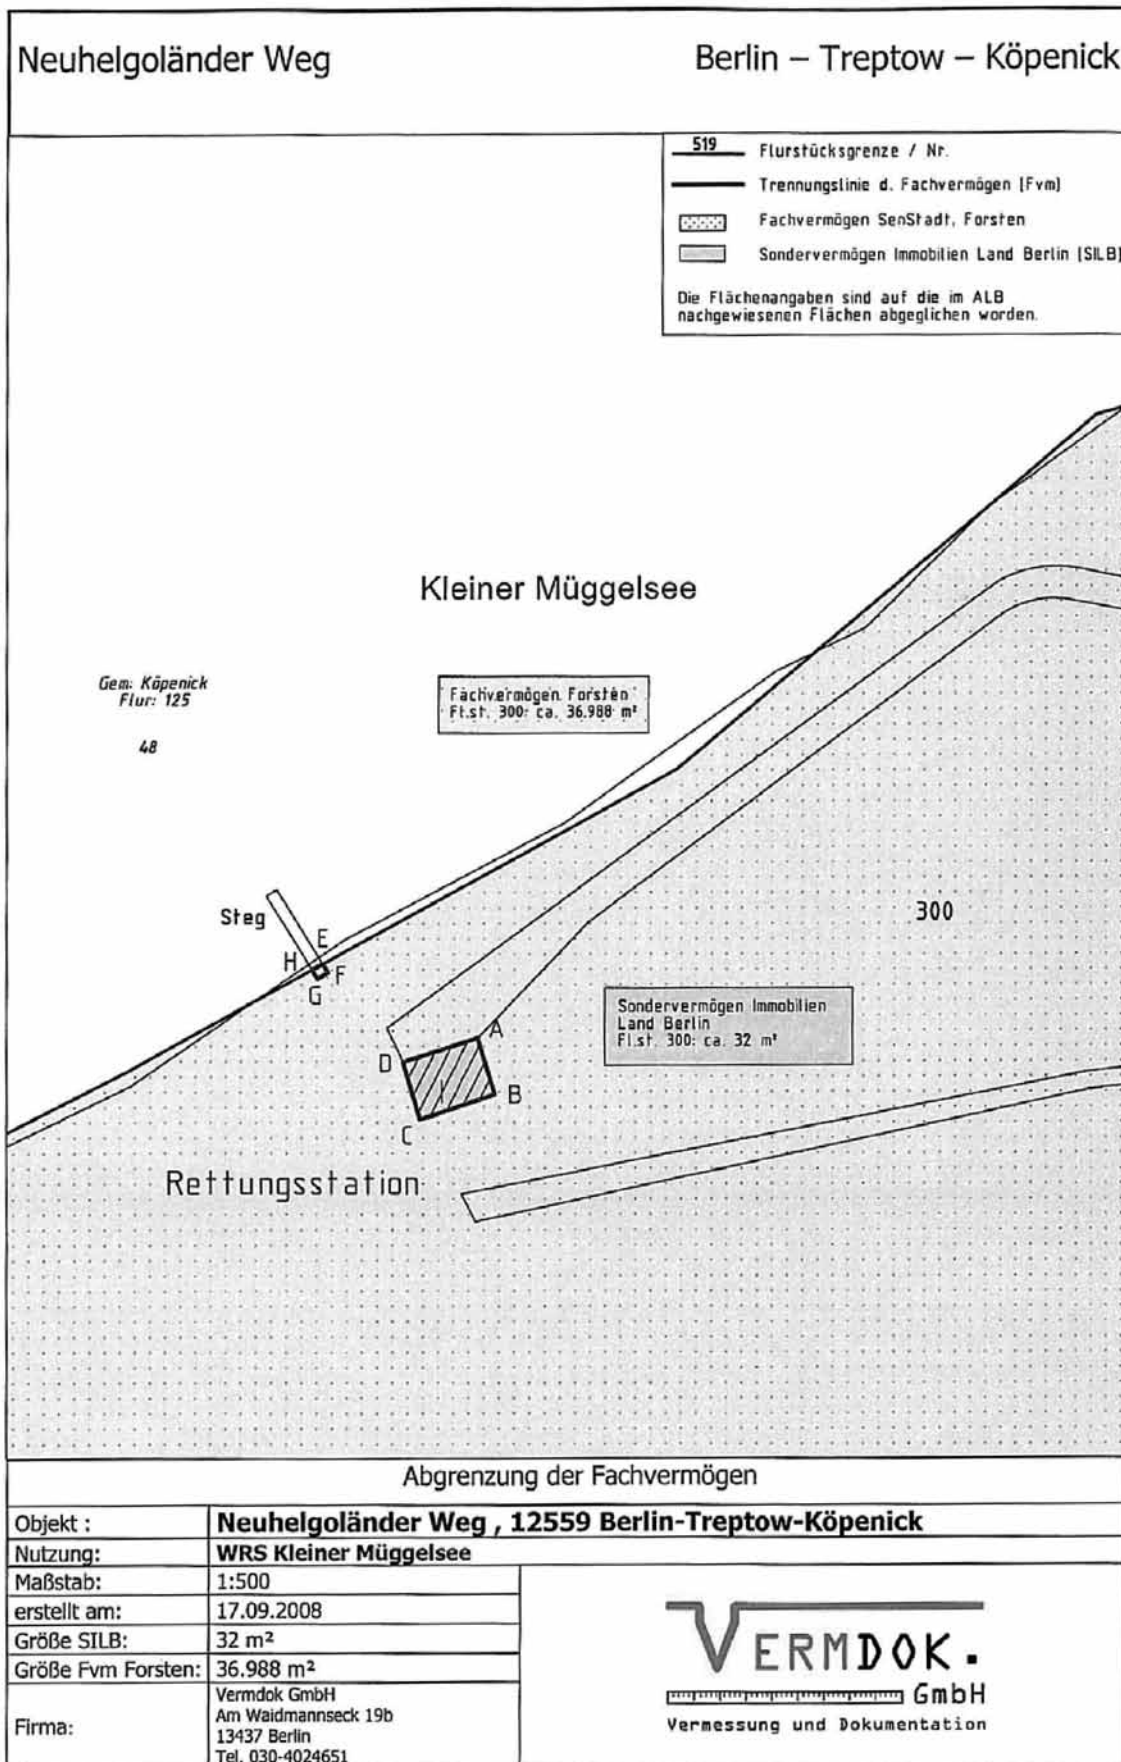 Neuhelgoländer Weg
Berlin – Treptow – Köpenick
519
Flurstücksgrenze / Nr.
Trennungslinie d. Fachvermögen (Fvm)
Fachvermögen SenStadt, Forsten
Sondervermögen Immobilien Land Berlin (SILB)
Die Flächenangaben sind auf die im ALB
nachgewiesenen Flächen abgeglichen worden.
Kleiner Müggelsee
Gem: Köpenick
Flur: 125
48
Fachvermögen Forsten
Fl.st. 300: ca. 36.988 m²
300
Steg
E
H
F
G
Sondervermögen Immobilien
Land Berlin
Fl.st. 300: ca. 32 m²
A
D
I
B
C
Rettungsstation
Abgrenzung der Fachvermögen
Objekt : Neuhelgoländer Weg , 12559 Berlin-Treptow-Köpenick
Nutzung: WRS Kleiner Müggelsee
Maßstab: 1:500
erstellt am: 17.09.2008
Größe SILB: 32 m²
Größe Fvm Forsten: 36.988 m²
Firma:
Vermdok GmbH
Am Waidmannseck 19b
13437 Berlin
Tel. 030-4024651
VERMDOK.
GmbH
Vermessung und Dokumentation